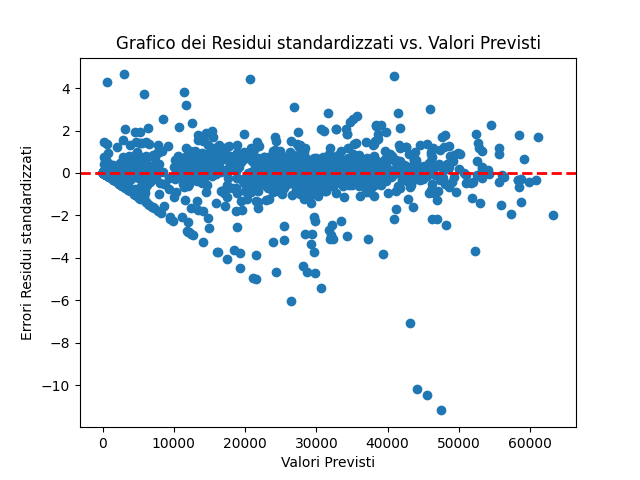 Grafico dei Residui standardizzati vs. Valori Previsti
Errori Residui standardizzati
4
2
0
−2
−4
−6
−8
−10
0 10000 20000 30000 40000 50000 60000
Valori Previsti